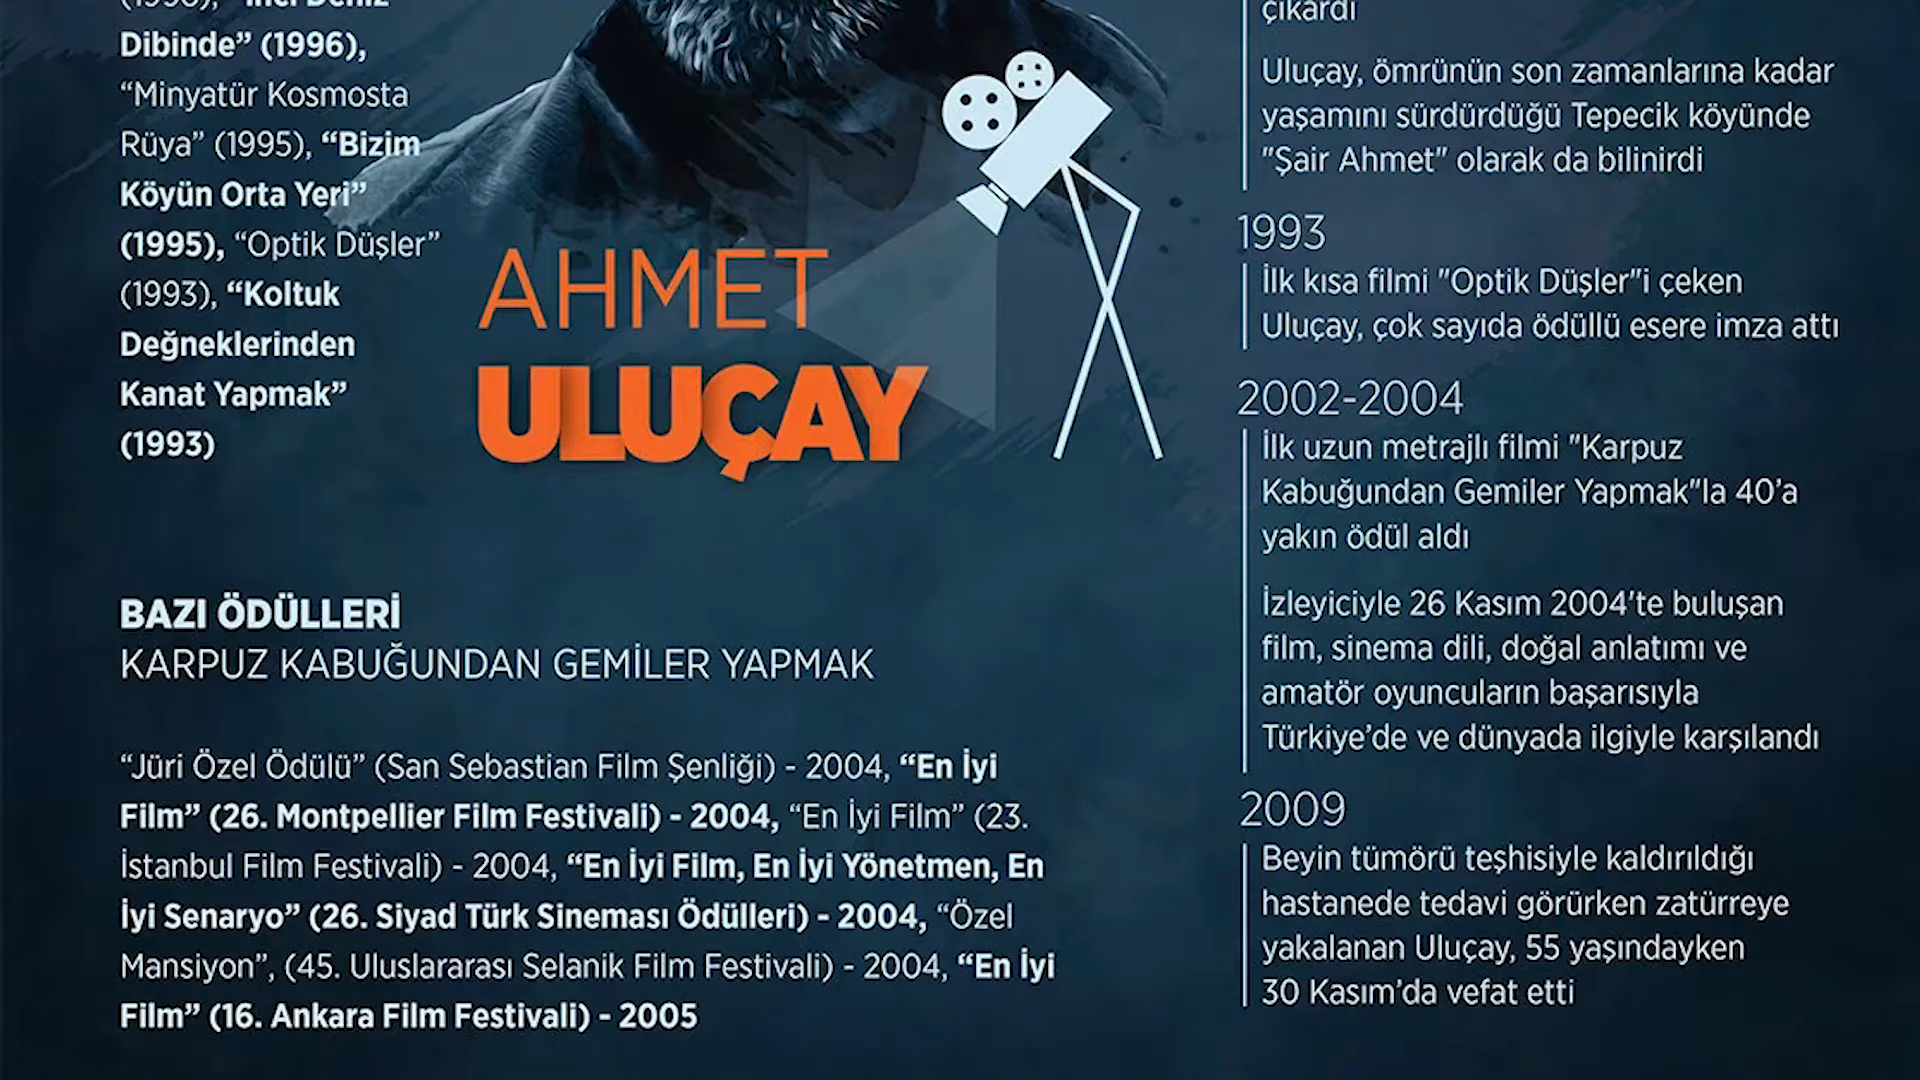 (1996), “İnci Deniz
Dibinde” (1996),
“Minyatür Kosmosta
Rüya” (1995), “Bizim
Köyün Orta Yeri”
(1995), “Optik Düşler”
(1993), “Koltuk
Değneklerinden
Kanat Yapmak”
(1993)
AHMET
ULUÇAY
BAZI ÖDÜLLERİ
KARPUZ KABUĞUNDAN GEMİLER YAPMAK
“Jüri Özel Ödülü” (San Sebastian Film Şenliği) - 2004, “En İyi
Film” (26. Montpellier Film Festivali) - 2004, “En İyi Film” (23.
İstanbul Film Festivali) - 2004, “En İyi Film, En İyi Yönetmen, En
İyi Senaryo” (26. Siyad Türk Sineması Ödülleri) - 2004, “Özel
Mansiyon”, (45. Uluslararası Selanik Film Festivali) - 2004, “En İyi
Film” (16. Ankara Film Festivali) - 2005
çıkardı
Uluçay, ömrünün son zamanlarına kadar
yaşamını sürdürdüğü Tepecik köyünde
"Şair Ahmet" olarak da bilinirdi
1993
İlk kısa filmi "Optik Düşler"i çeken
Uluçay, çok sayıda ödüllü esere imza attı
2002-2004
İlk uzun metrajlı filmi "Karpuz
Kabuğundan Gemiler Yapmak"la 40’a
yakın ödül aldı
İzleyiciyle 26 Kasım 2004'te buluşan
film, sinema dili, doğal anlatımı ve
amatör oyuncuların başarısıyla
Türkiye’de ve dünyada ilgiyle karşılandı
2009
Beyin tümörü teşhisiyle kaldırıldığı
hastanede tedavi görürken zatürreye
yakalanan Uluçay, 55 yaşındayken
30 Kasım’da vefat etti